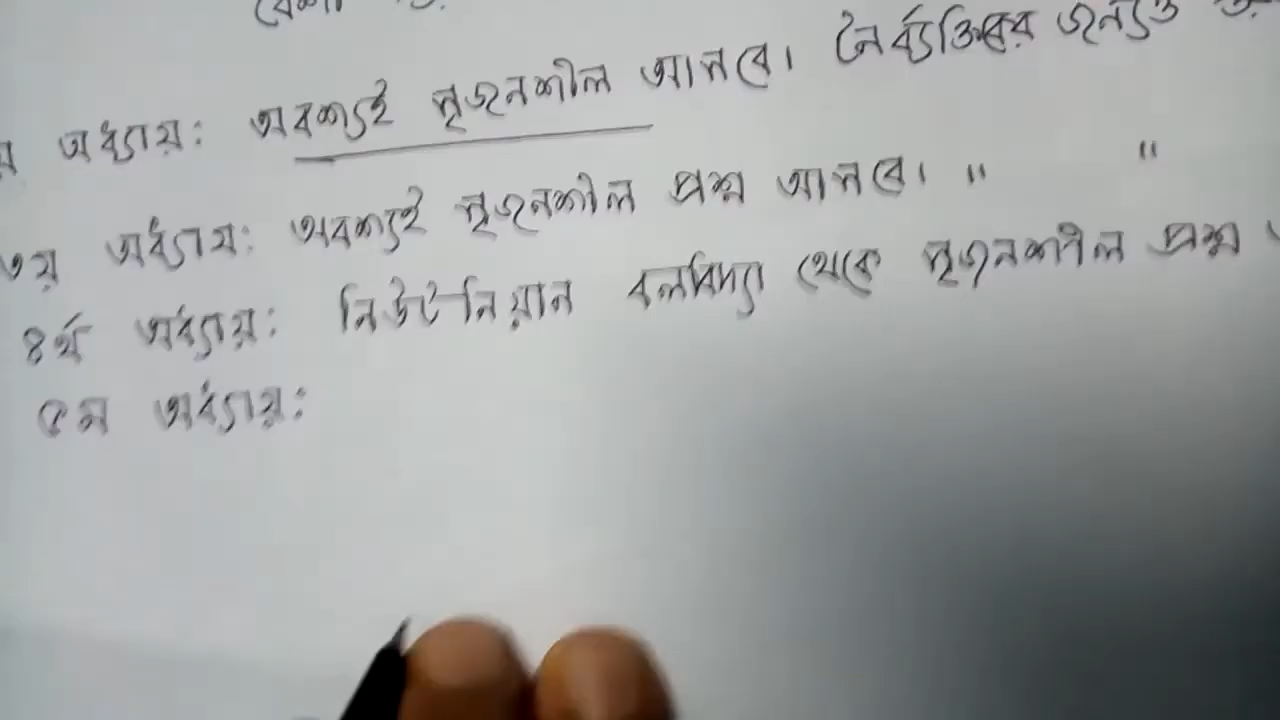 অধ্যায়: অবশ্যই সৃজনশীল আসবে। নৈর্ব্যক্তিকের জন্যও
৩য় অধ্যায়: অবশ্যই সৃজনশীল প্রশ্ন আসবে। " "
৪র্থ অধ্যায়: নিউটনিয়ান বলবিদ্যা থেকে সৃজনশীল প্রশ্ন
৫ম অধ্যায়: